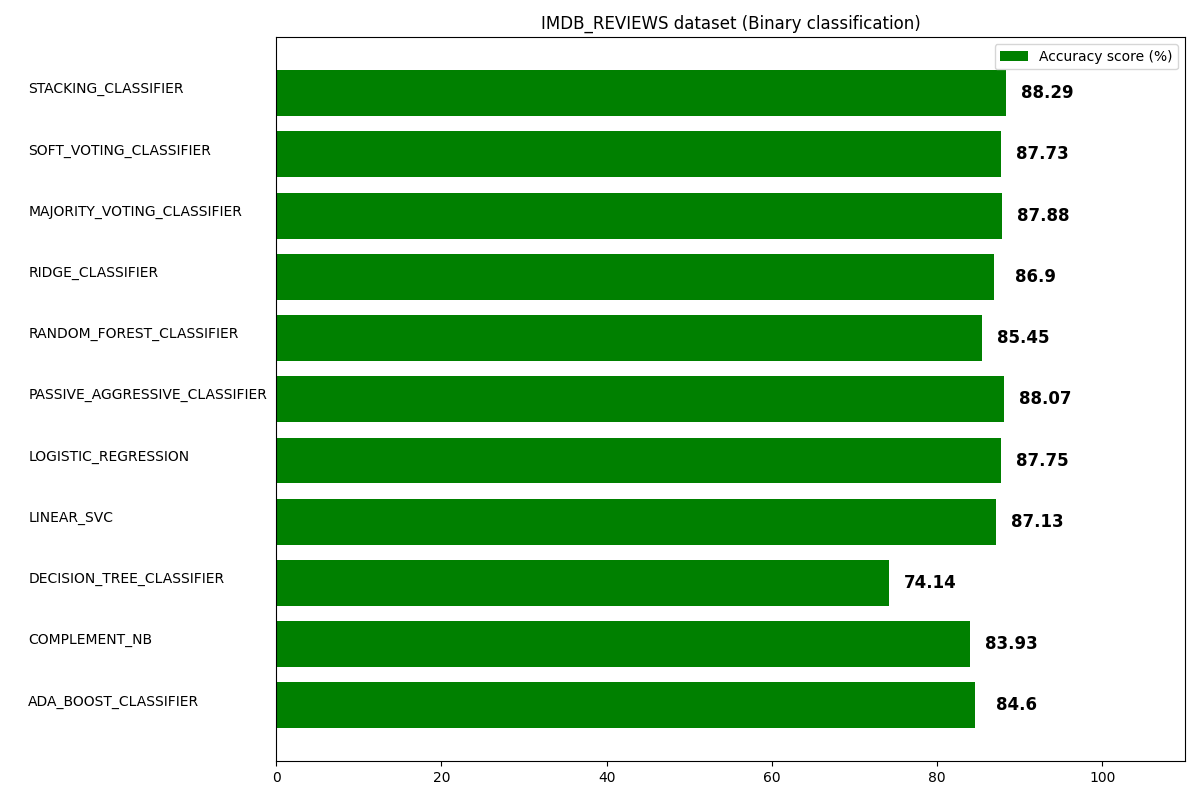 IMDB_REVIEWS dataset (Binary classification)
Accuracy score (%)
STACKING_CLASSIFIER 88.29
SOFT_VOTING_CLASSIFIER 87.73
MAJORITY_VOTING_CLASSIFIER 87.88
RIDGE_CLASSIFIER 86.9
RANDOM_FOREST_CLASSIFIER 85.45
PASSIVE_AGGRESSIVE_CLASSIFIER 88.07
LOGISTIC_REGRESSION 87.75
LINEAR_SVC 87.13
DECISION_TREE_CLASSIFIER 74.14
COMPLEMENT_NB 83.93
ADA_BOOST_CLASSIFIER 84.6
0 20 40 60 80 100